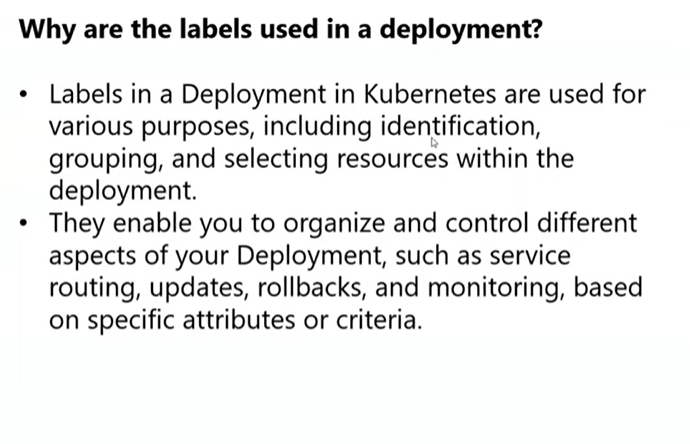 Why are the labels used in a deployment?
• Labels in a Deployment in Kubernetes are used for
various purposes, including identification,
grouping, and selecting resources within the
deployment.
• They enable you to organize and control different
aspects of your Deployment, such as service
routing, updates, rollbacks, and monitoring, based
on specific attributes or criteria.